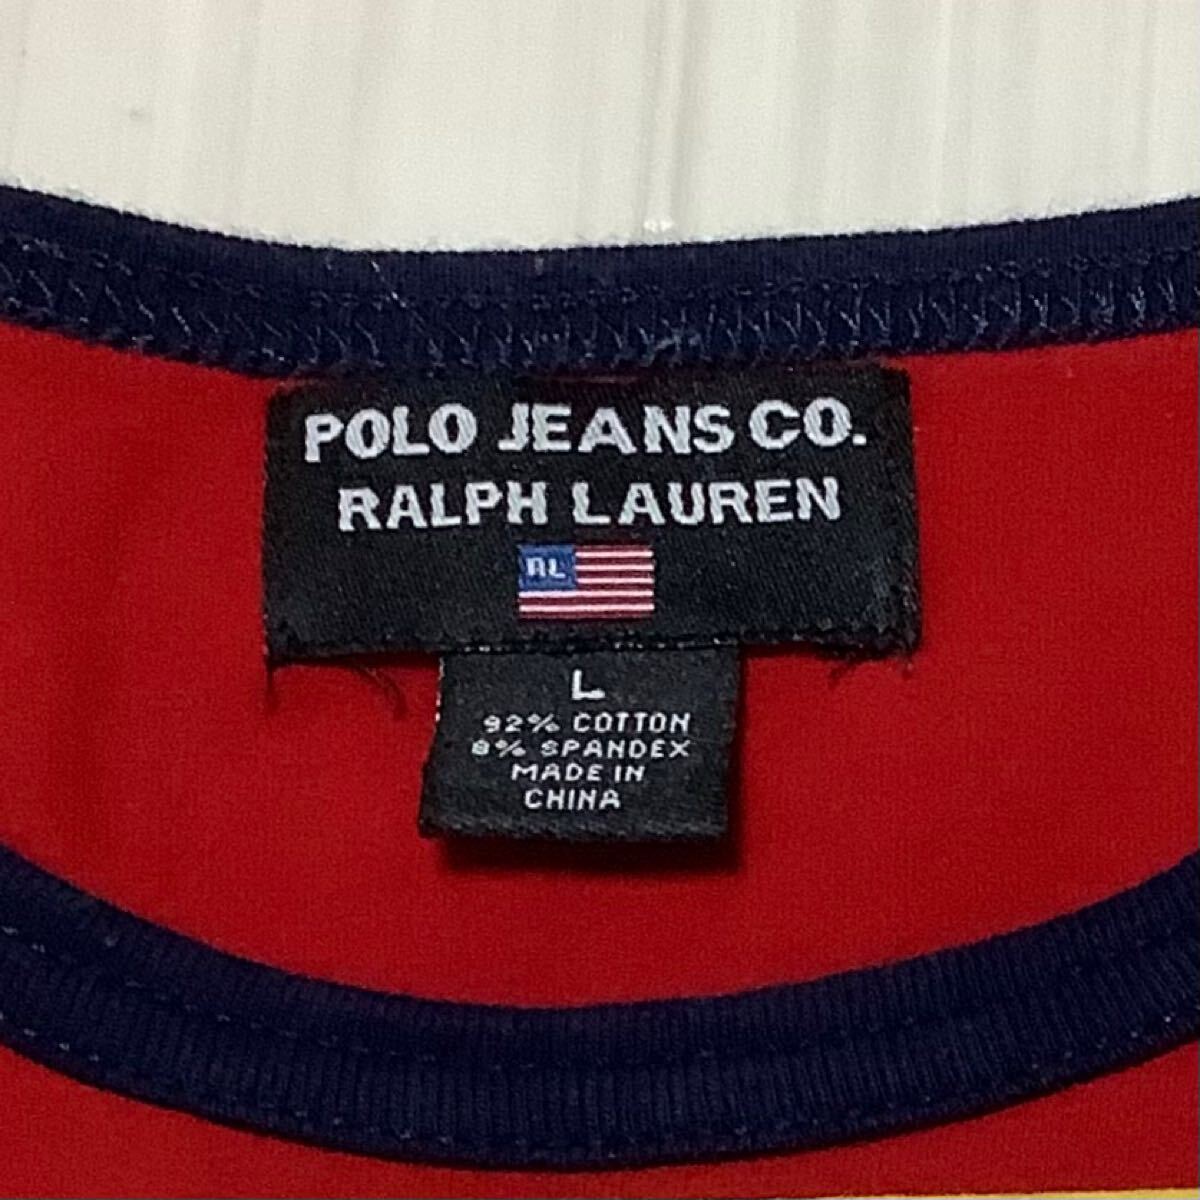 POLO JEANS CO.
RALPH LAUREN
RL
L
92% COTTON
8% SPANDEX
MADE IN
CHINA